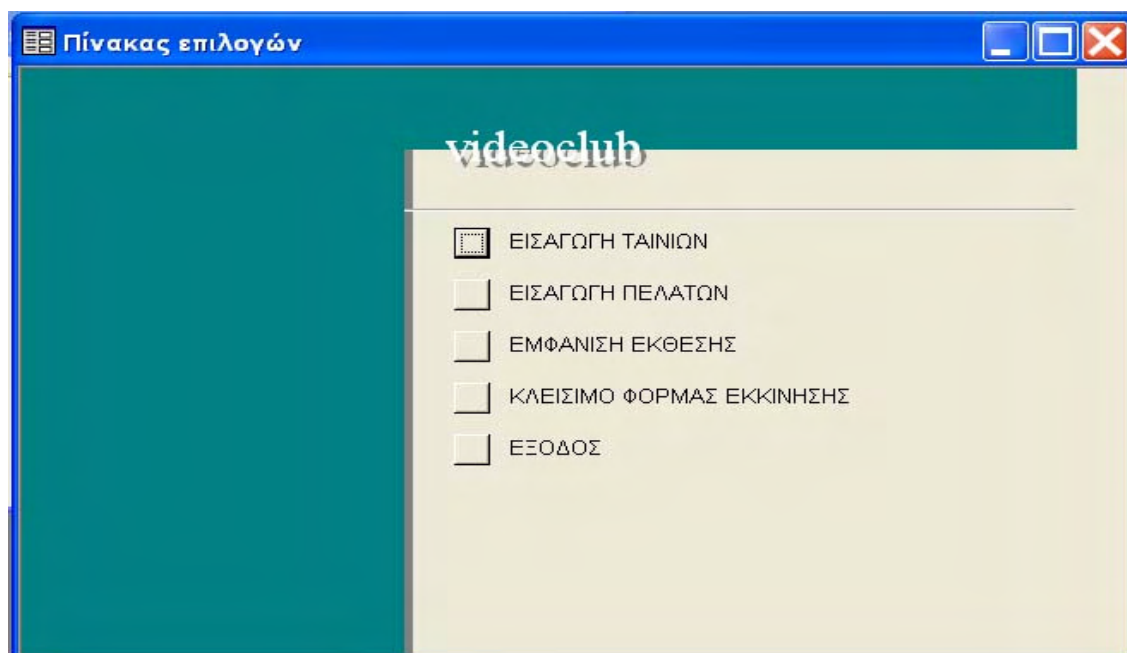 Πίνακας επιλογών
videoclub
ΕΙΣΑΓΩΓΗ ΤΑΙΝΙΩΝ
ΕΙΣΑΓΩΓΗ ΠΕΛΑΤΩΝ
ΕΜΦΑΝΙΣΗ ΕΚΘΕΣΗΣ
ΚΛΕΙΣΙΜΟ ΦΟΡΜΑΣ ΕΚΚΙΝΗΣΗΣ
ΕΞΟΔΟΣ